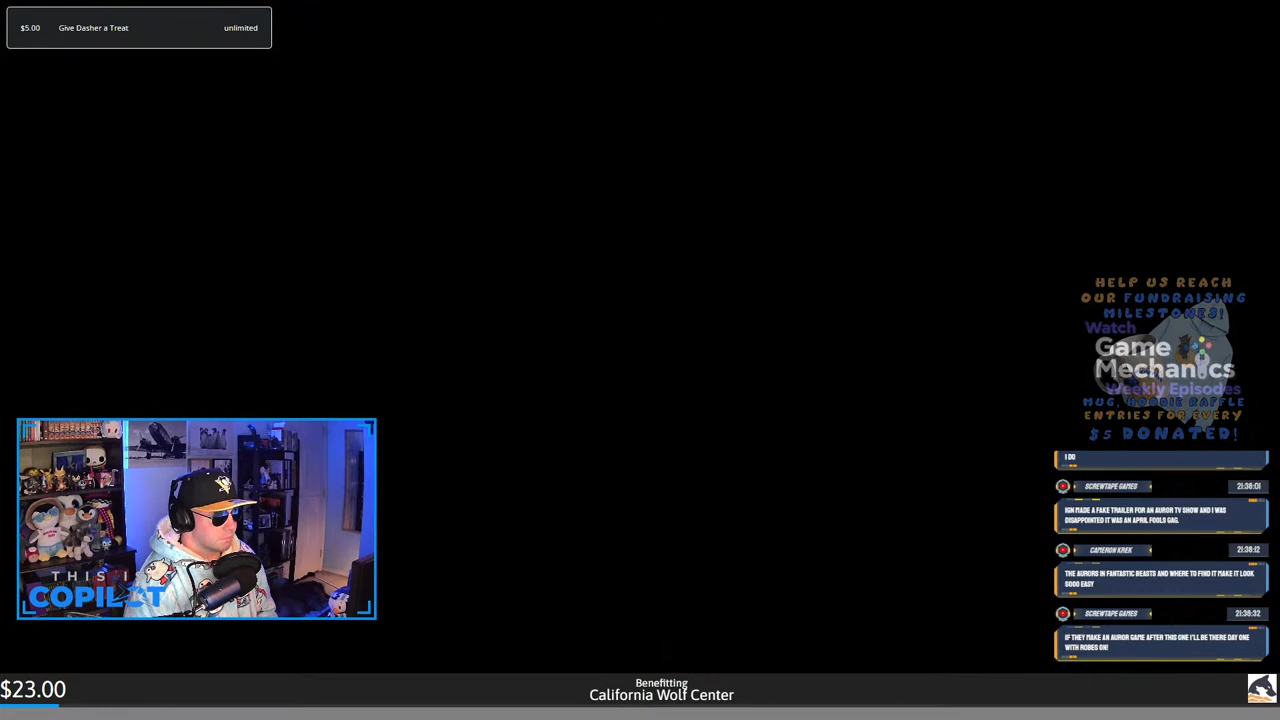 $5.00 Give Dasher a Treat unlimited
HELP US REACH
OUR FUNDRAISING
MILESTONES!
Watch
Game
Mechanics
Weekly Episodes
MUG, HOODIE RAFFLE
ENTRIES FOR EVERY
$5 DONATED!
I DO
SCREWTAPE GAMES 21:38:01
IGN MADE A FAKE TRAILER FOR AN AUROR TV SHOW AND I WAS
DISAPPOINTED IT WAS AN APRIL FOOLS GAG.
CAMERON KREK 21:38:12
THE AURORS IN FANTASTIC BEASTS AND WHERE TO FIND IT MAKE IT LOOK
SOOO EASY
SCREWTAPE GAMES 21:38:32
IF THEY MAKE AN AUROR GAME AFTER THIS ONE I'LL BE THERE DAY ONE
WITH ROBES ON!
THIS I
COPILOT
$23.00
Benefitting
California Wolf Center